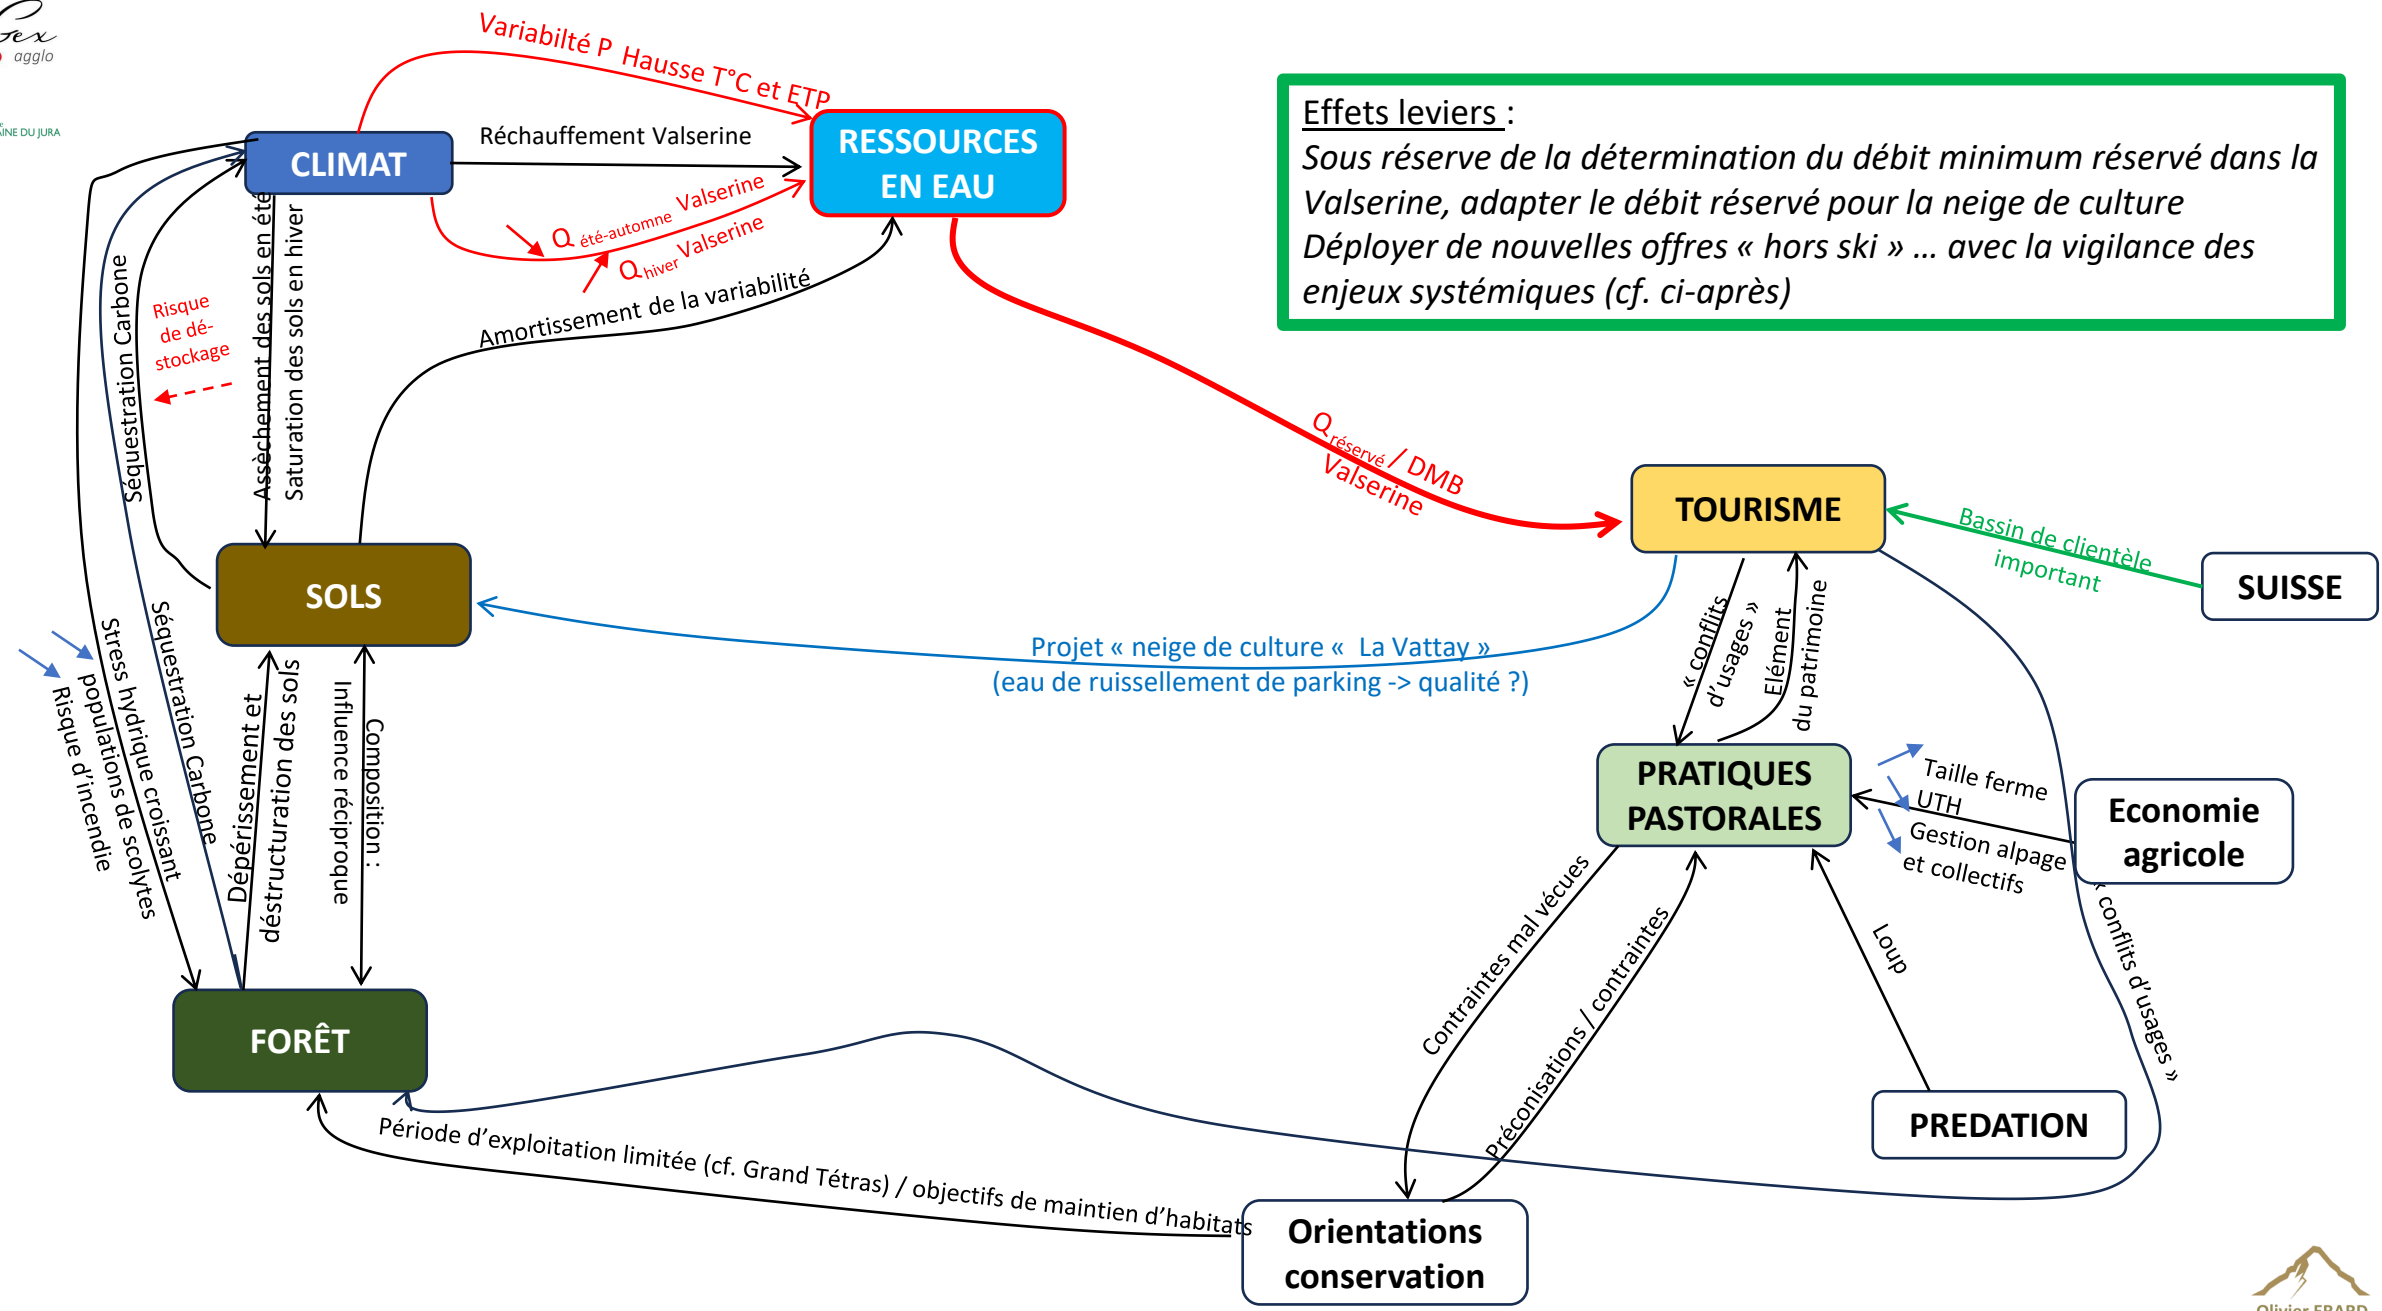 Gex
agglo
AINE DU JURA
Variabilté P Hausse T°C et ETP
Effets leviers :
Sous réserve de la détermination du débit minimum réservé dans la
Valserine, adapter le débit réservé pour la neige de culture
Déployer de nouvelles offres « hors ski » … avec la vigilance des
enjeux systémiques (cf. ci-après)
CLIMAT
Réchauffement Valserine
RESSOURCES
EN EAU
Q été-automne Valserine
Q hiver Valserine
Amortissement de la variabilité
Séquestration Carbone
Risque
de dé-
stockage
Assèchement des sols en été
Saturation des sols en hiver
Q réservé / DMB
Valserine
TOURISME
Bassin de clientèle
important
SUISSE
SOLS
Projet « neige de culture « La Vattay »
(eau de ruissellement de parking -> qualité ?)
« conflits
d'usages »
Elément
du patrimoine
Stress hydrique croissant
populations de scolytes
Risque d'incendie
Séquestration Carbone
Dépérissement et
déstructuration des sols
Composition :
Influence réciproque
PRATIQUES
PASTORALES
Taille ferme
UTH
Gestion alpage
et collectifs
Economie
agricole
« conflits d'usages »
Contraintes mal vécues
Préconisations / contraintes
Loup
FORÊT
PREDATION
Période d'exploitation limitée (cf. Grand Tétras) / objectifs de maintien d'habitats
Orientations
conservation
Olivier ERARD